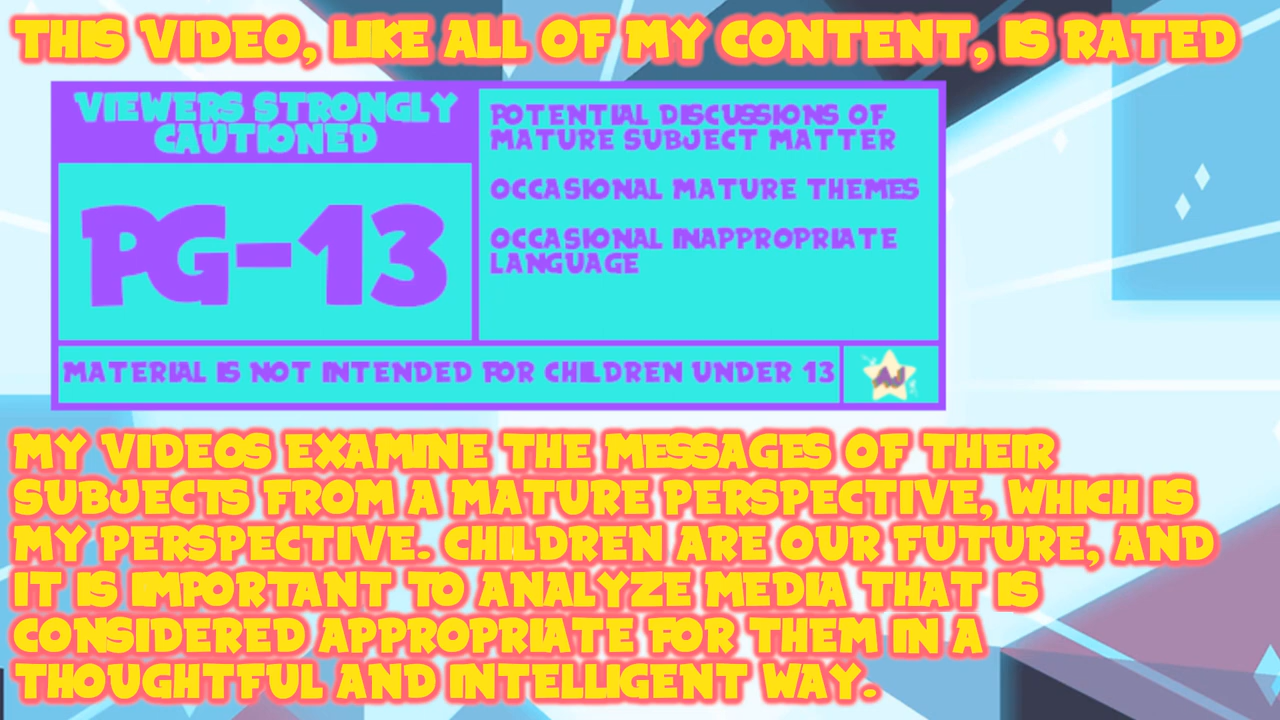 THIS VIDEO, LIKE ALL OF MY CONTENT, IS RATED
VIEWERS STRONGLY
CAUTIONED
PG-13
POTENTIAL DISCUSSIONS OF
MATURE SUBJECT MATTER
OCCASIONAL MATURE THEMES
OCCASIONAL INAPPROPRIATE
LANGUAGE
MATERIAL IS NOT INTENDED FOR CHILDREN UNDER 13
AJ
MY VIDEOS EXAMINE THE MESSAGES OF THEIR
SUBJECTS FROM A MATURE PERSPECTIVE, WHICH IS
MY PERSPECTIVE. CHILDREN ARE OUR FUTURE, AND
IT IS IMPORTANT TO ANALYZE MEDIA THAT IS
CONSIDERED APPROPRIATE FOR THEM IN A
THOUGHTFUL AND INTELLIGENT WAY.